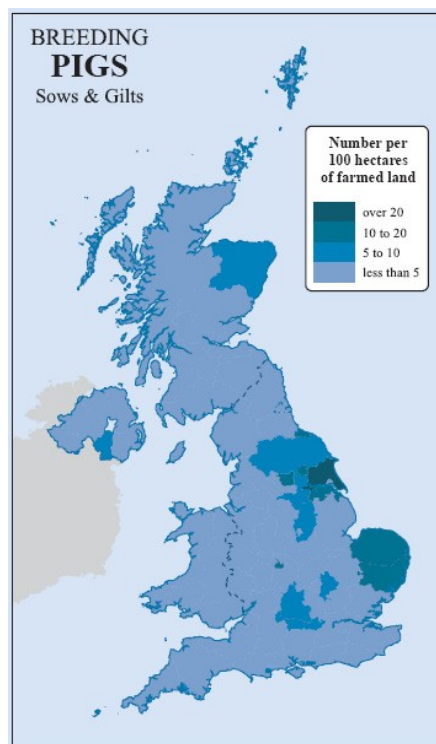 BREEDING
PIGS
Sows & Gilts
Number per
100 hectares
of farmed land
over 20
10 to 20
5 to 10
less than 5